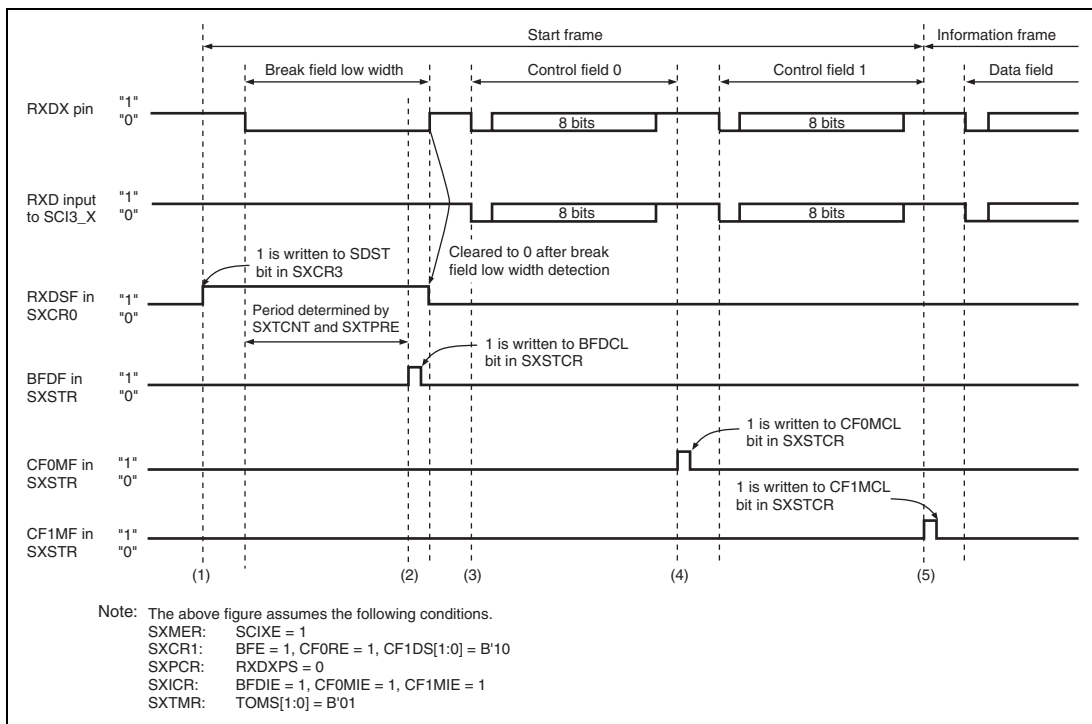 Start frame
Information frame
Break field low width
Control field 0
Control field 1
Data field
RXDX pin
"1"
"0"
8 bits
8 bits
RXD input
to SCI3_X
"1"
"0"
8 bits
8 bits
1 is written to SDST
bit in SXCR3
Cleared to 0 after break
field low width detection
RXDSF in
SXCR0
"1"
"0"
Period determined by
SXTCNT and SXTPRE
1 is written to BFDCL
bit in SXSTCR
BFDF in
SXSTR
"1"
"0"
1 is written to CF0MCL
bit in SXSTCR
CF0MF in
SXSTR
"1"
"0"
1 is written to CF1MCL
bit in SXSTCR
CF1MF in
SXSTR
"1"
"0"
(1)
(2)
(3)
(4)
(5)
Note: The above figure assumes the following conditions.
SXMER: SCIXE = 1
SXCR1: BFE = 1, CF0RE = 1, CF1DS[1:0] = B'10
SXPCR: RXDXPS = 0
SXICR: BFDIE = 1, CF0MIE = 1, CF1MIE = 1
SXTMR: TOMS[1:0] = B'01